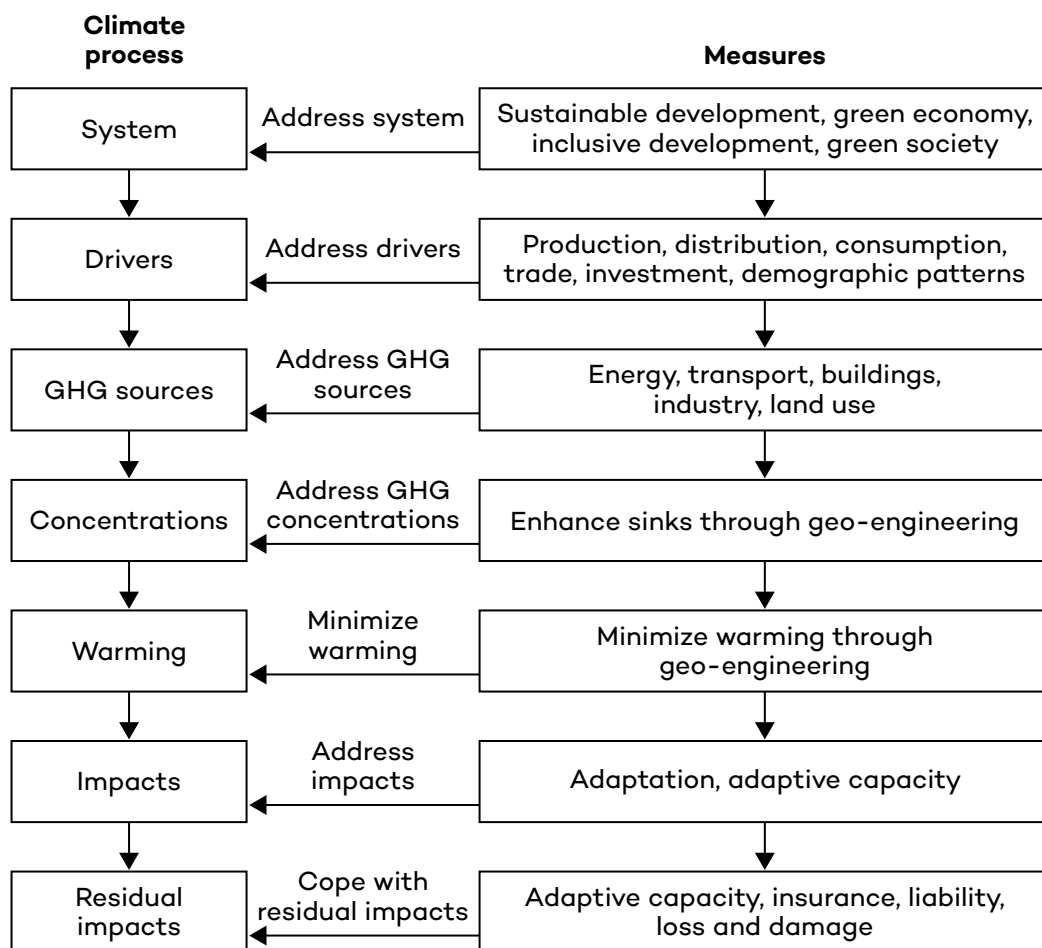 Climate
process
Measures
System
Address system
Sustainable development, green economy,
inclusive development, green society
Drivers
Address drivers
Production, distribution, consumption,
trade, investment, demographic patterns
GHG sources
Address GHG
sources
Energy, transport, buildings,
industry, land use
Concentrations
Address GHG
concentrations
Enhance sinks through geo-engineering
Warming
Minimize
warming
Minimize warming through
geo-engineering
Impacts
Address
impacts
Adaptation, adaptive capacity
Residual
impacts
Cope with
residual impacts
Adaptive capacity, insurance, liability,
loss and damage